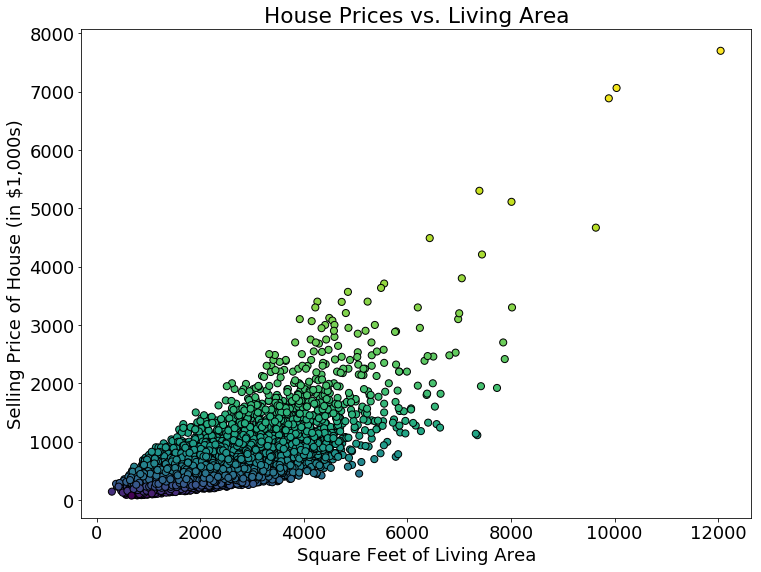 House Prices vs. Living Area
8000
7000
6000
5000
4000
3000
2000
1000
0
Selling Price of House (in $1,000s)
0 2000 4000 6000 8000 10000 12000
Square Feet of Living Area